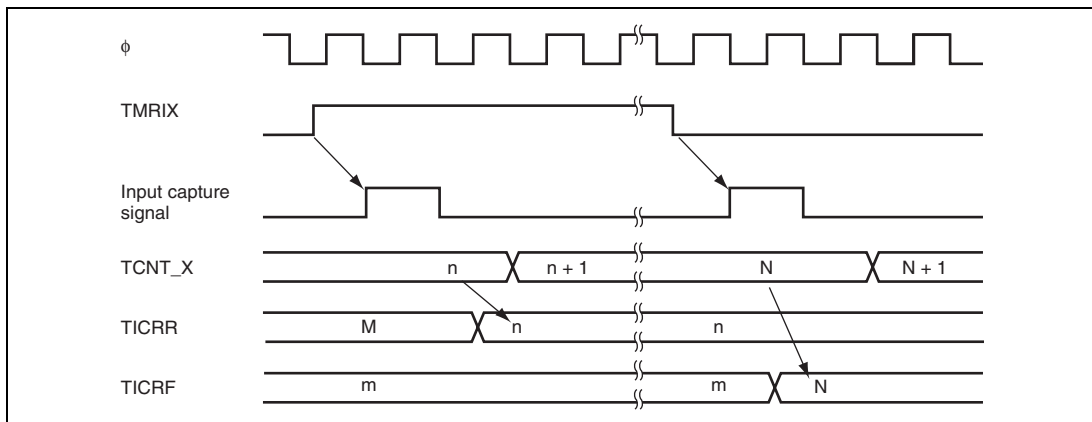 ϕ
TMRIX
Input capture
signal
TCNT_X n n + 1 N N + 1
TICRR M n n
TICRF m m N